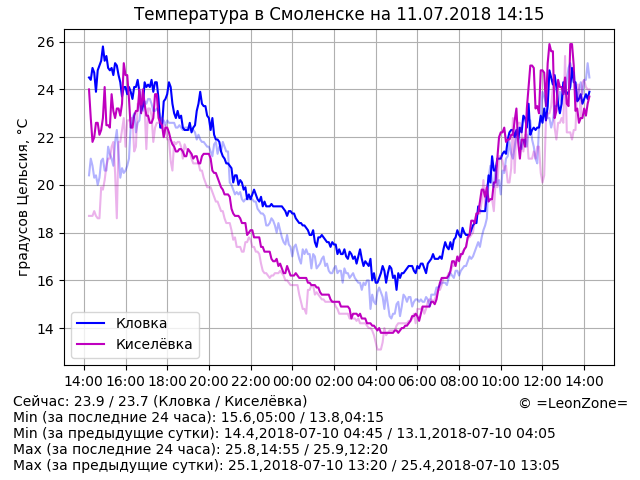 Температура в Смоленске на 11.07.2018 14:15
градусов Цельсия, °C
26
24
22
20
18
16
14
Кловка
Киселёвка
14:00 16:00 18:00 20:00 22:00 00:00 02:00 04:00 06:00 08:00 10:00 12:00 14:00
Сейчас: 23.9 / 23.7 (Кловка / Киселёвка)
© =LeonZone=
Min (за последние 24 часа): 15.6,05:00 / 13.8,04:15
Min (за предыдущие сутки): 14.4,2018-07-10 04:45 / 13.1,2018-07-10 04:05
Max (за последние 24 часа): 25.8,14:55 / 25.9,12:20
Max (за предыдущие сутки): 25.1,2018-07-10 13:20 / 25.4,2018-07-10 13:05